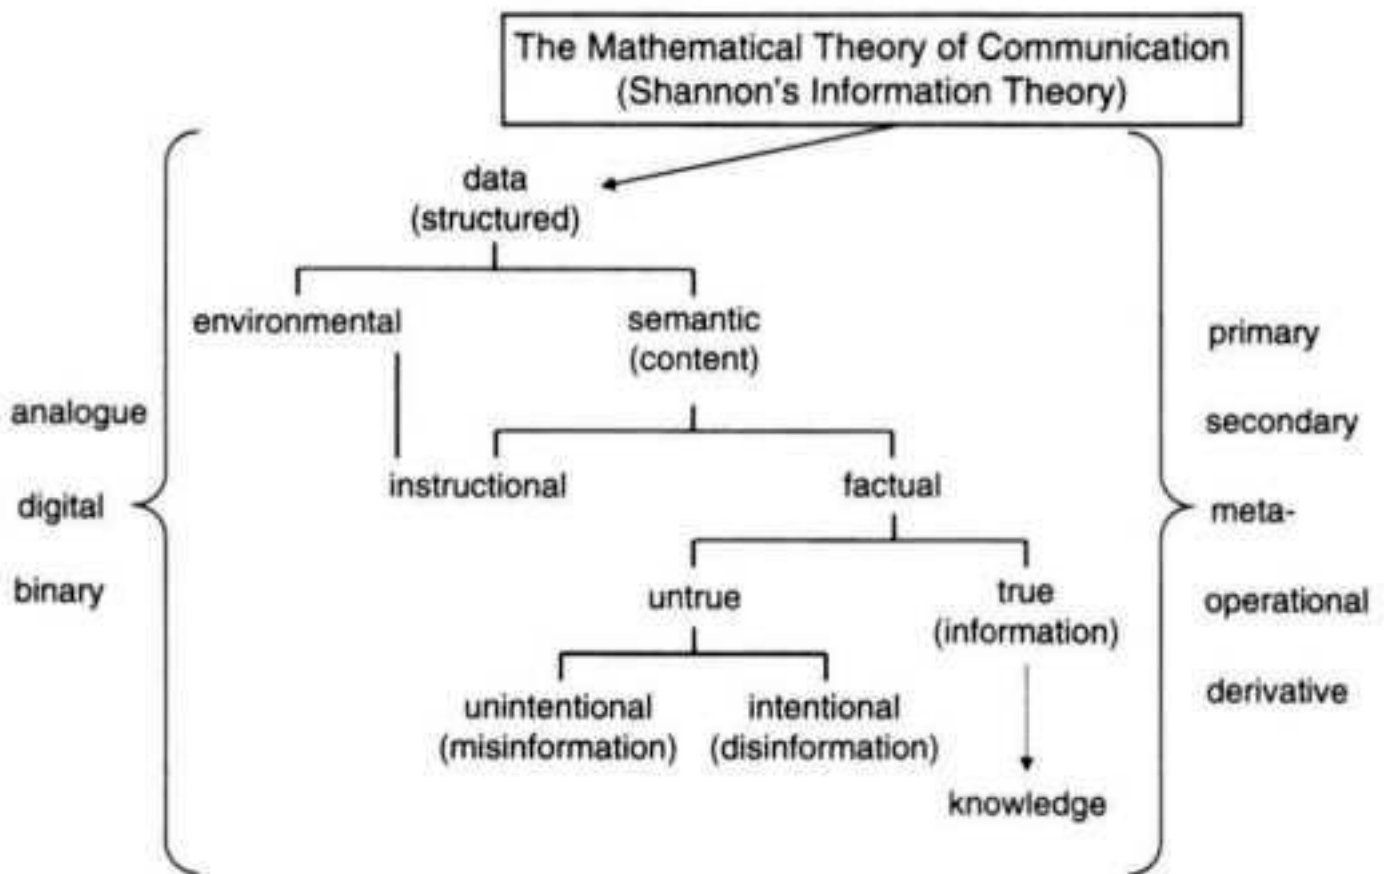 The Mathematical Theory of Communication
(Shannon's Information Theory)
data
(structured)
environmental
semantic
(content)
primary
analogue
secondary
instructional
factual
digital
meta-
binary
untrue
true
(information)
operational
unintentional
(misinformation)
intentional
(disinformation)
derivative
knowledge